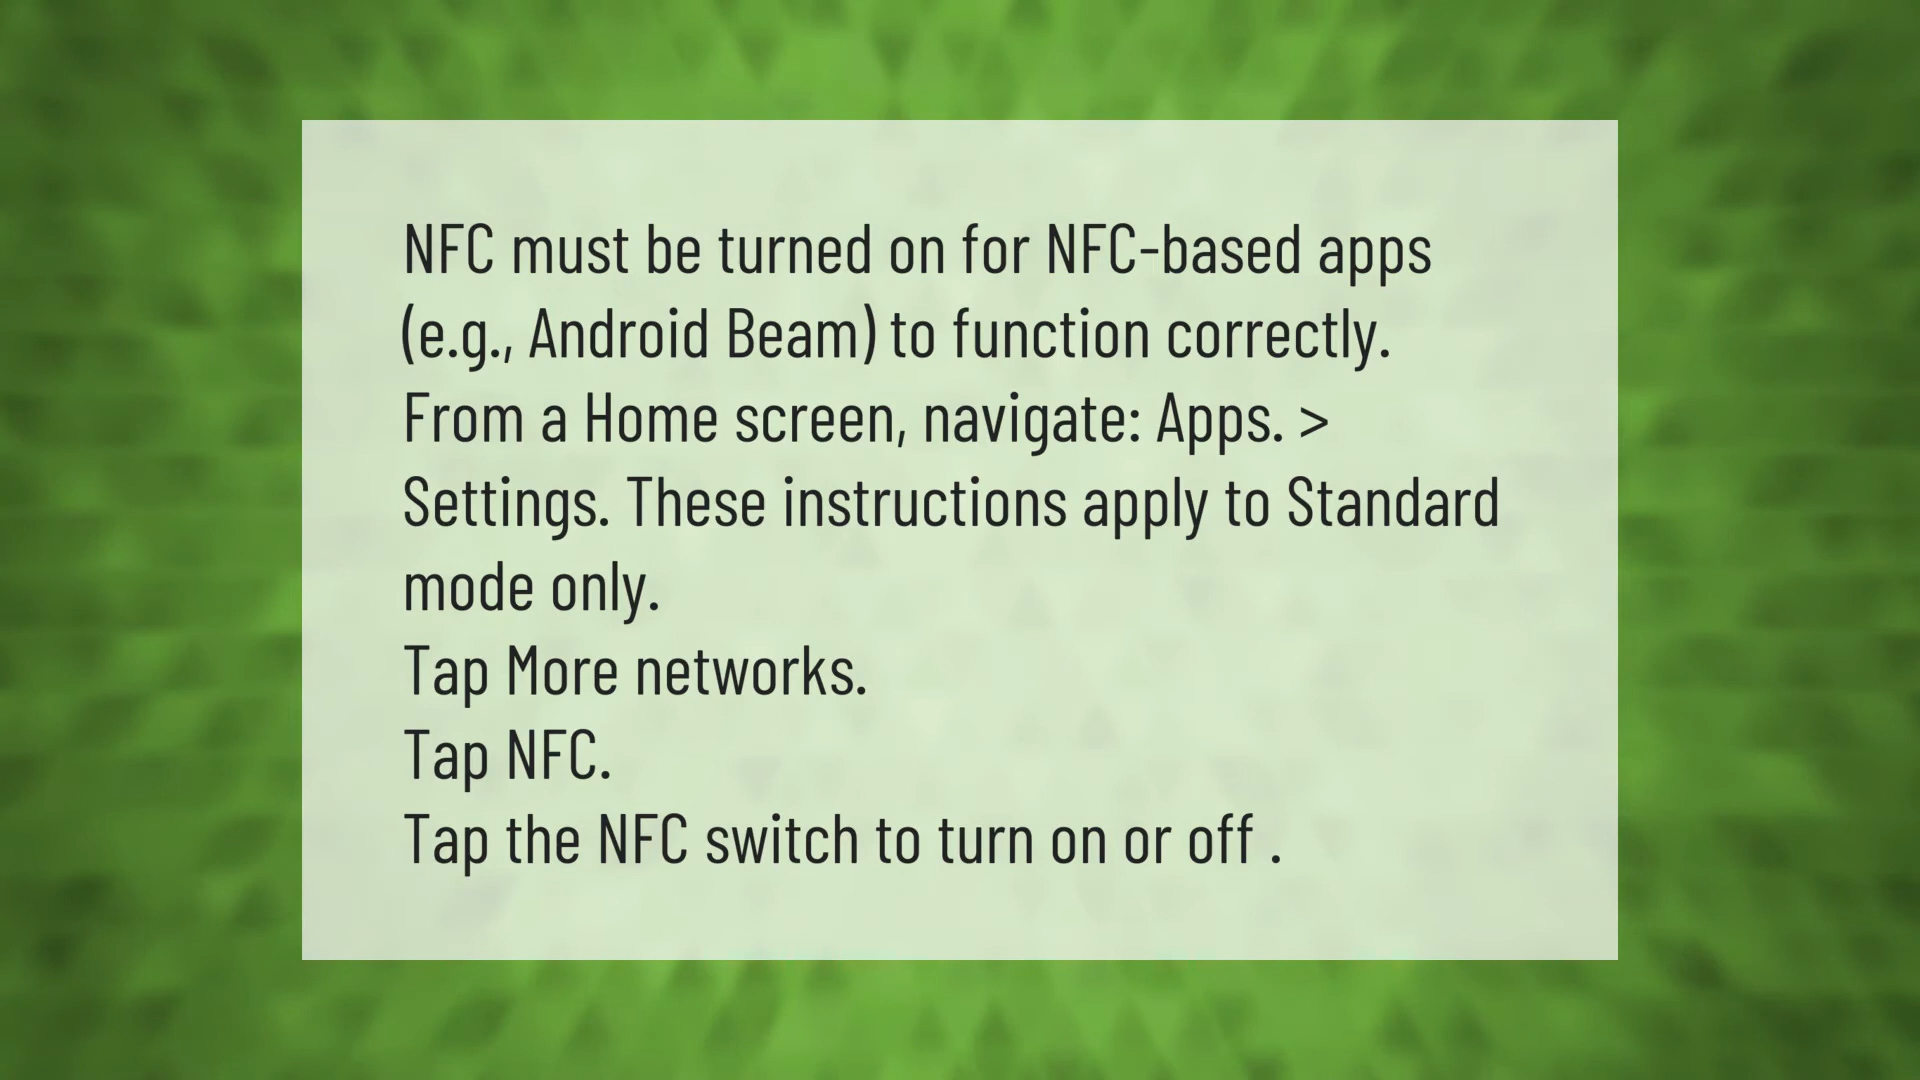 NFC must be turned on for NFC-based apps
(e.g., Android Beam) to function correctly.
From a Home screen, navigate: Apps. >
Settings. These instructions apply to Standard
mode only.
Tap More networks.
Tap NFC.
Tap the NFC switch to turn on or off .